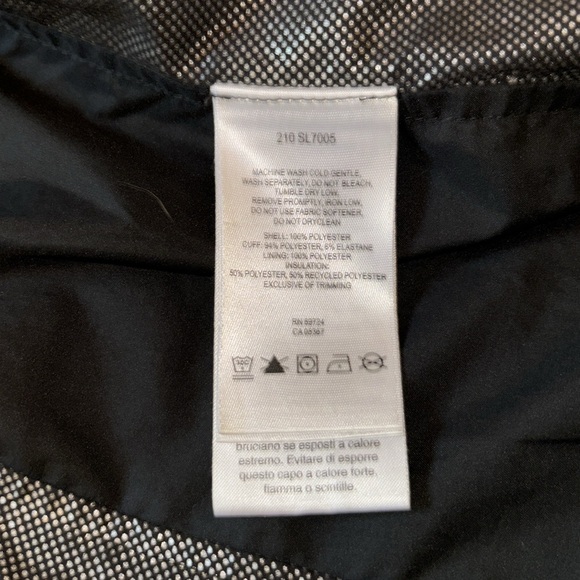 210 SL7005
MACHINE WASH COLD GENTLE,
WASH SEPARATELY, DO NOT BLEACH,
TUMBLE DRY LOW,
REMOVE PROMPTLY, IRON LOW,
DO NOT USE FABRIC SOFTENER,
DO NOT DRYCLEAN
SHELL: 100% POLYESTER
CUFF: 94% POLYESTER, 6% ELASTANE
LINING: 100% POLYESTER
INSULATION:
50% POLYESTER, 50% RECYCLED POLYESTER
EXCLUSIVE OF TRIMMING
RN 89724
CA 05367
bruciano se esposti a calore
estremo. Evitare di esporre
questo capo a calore forte,
fiamma o scintille.